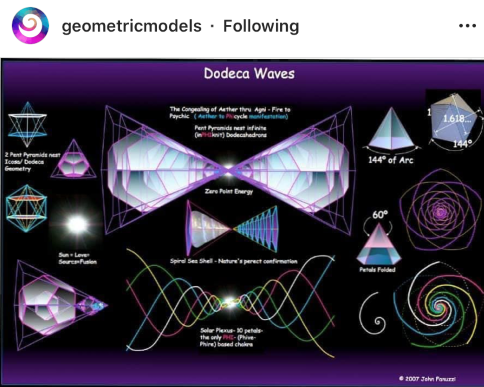 geometricmodels · Following
Dodeca Waves
The Congealing of Aether thru Agni - Fire to
Psychic ( Aether to PHIcycle manifestation)
Pent Pyramids nest infinite
(inPHIknit) Dodecahedrons
2 Pent Pyramids nest
Icosa/ Dodeca
Geometry
1
1.618...
144°
144° of Arc
Zero Point Energy
60°
Sun = Love=
Source=Fusion
Spiral Sea Shell - Nature's perect confirmation
Petals Folded
Solar Plexus- 10 petals-
the only PHI- (Phive-
Phire) based chakra
© 2007 John Panuzzi